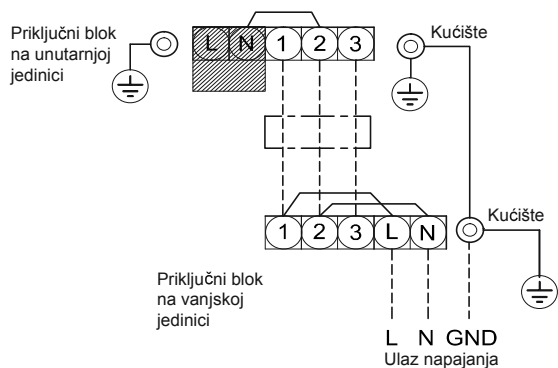 Priključni blok
na unutarnjoj
jedinici
L N 1 2 3
Kućište
1 2 3 L N
Kućište
Priključni blok
na vanjskoj
jedinici
L N GND
Ulaz napajanja